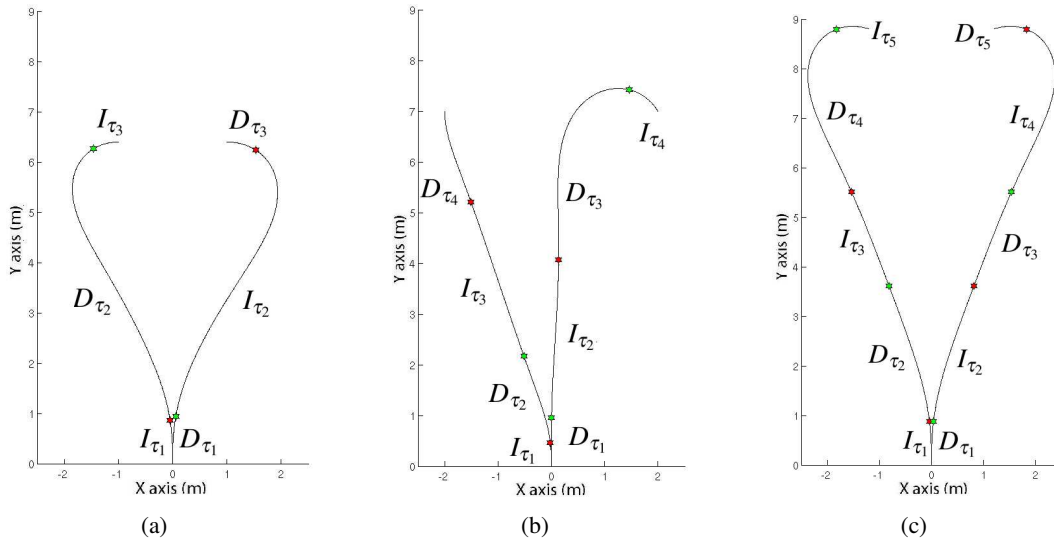 9
8
7
6
5
4
3
2
1
0
Y axis (m)
I_{τ3}
D_{τ3}
D_{τ2}
I_{τ2}
I_{τ1}
D_{τ1}
-2 -1 0 1 2
X axis (m)
(a)
9
8
7
6
5
4
3
2
1
0
Y axis (m)
I_{τ4}
D_{τ4}
D_{τ3}
I_{τ3}
I_{τ2}
D_{τ2}
I_{τ1}
D_{τ1}
-2 -1 0 1 2
X axis (m)
(b)
9
8
7
6
5
4
3
2
1
0
Y axis (m)
I_{τ5}
D_{τ5}
D_{τ4}
I_{τ4}
I_{τ3}
D_{τ3}
D_{τ2}
I_{τ2}
I_{τ1}
D_{τ1}
-2 -1 0 1 2
X axis (m)
(c)